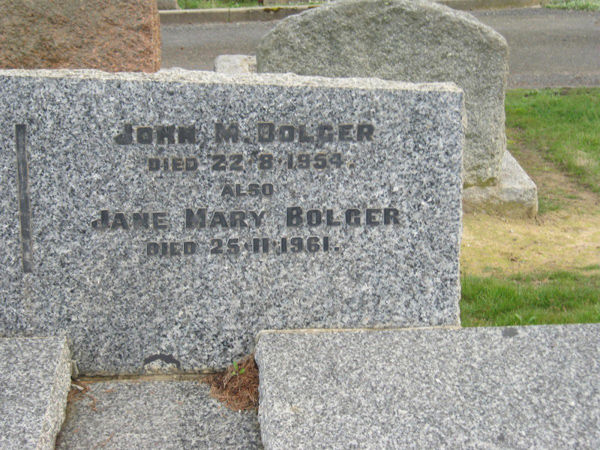 JOHN M. BOLGER
DIED 22·8·1954.
ALSO
JANE MARY BOLGER
DIED 25·11·1961.